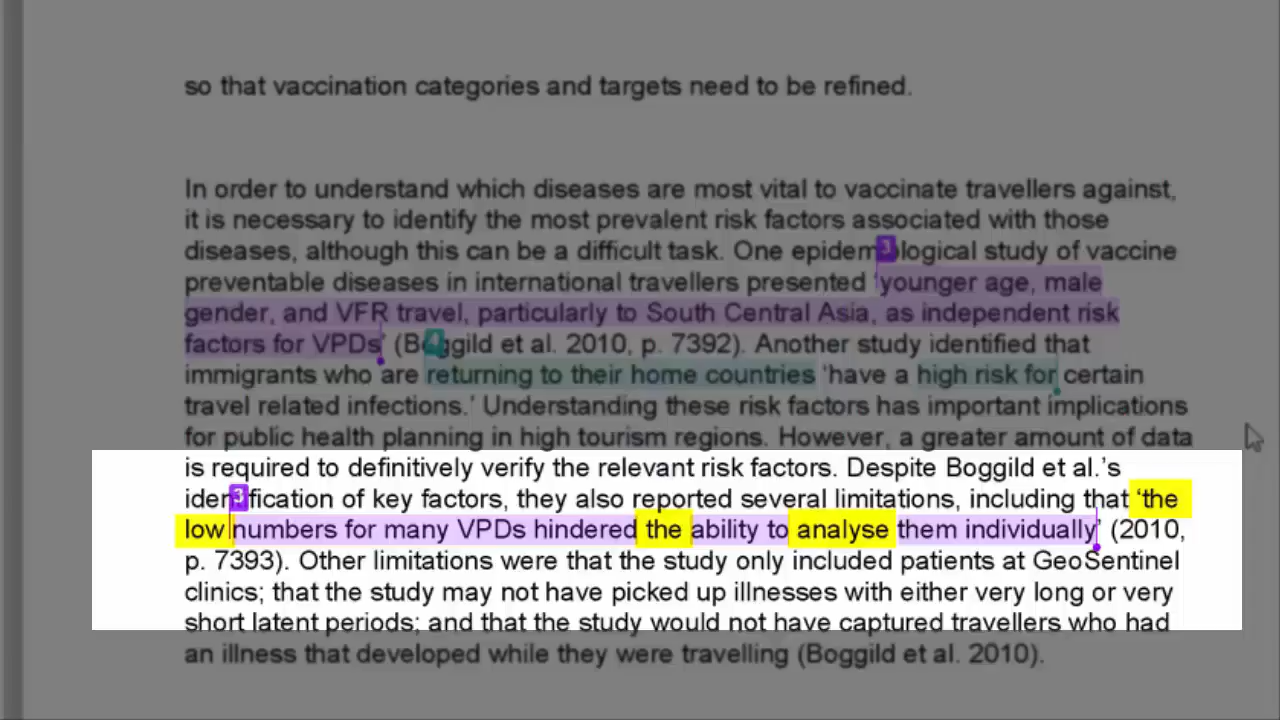 so that vaccination categories and targets need to be refined.
In order to understand which diseases are most vital to vaccinate travellers against,
it is necessary to identify the most prevalent risk factors associated with those
diseases, although this can be a difficult task. One epidem3ological study of vaccine
preventable diseases in international travellers presented ‘younger age, male
gender, and VFR travel, particularly to South Central Asia, as independent risk
factors for VPDs’ (B4ggild et al. 2010, p. 7392). Another study identified that
immigrants who are returning to their home countries ‘have a high risk for certain
travel related infections.’ Understanding these risk factors has important implications
for public health planning in high tourism regions. However, a greater amount of data
is required to definitively verify the relevant risk factors. Despite Boggild et al.’s
iden3fication of key factors, they also reported several limitations, including that ‘the
low numbers for many VPDs hindered the ability to analyse them individually’ (2010,
p. 7393). Other limitations were that the study only included patients at GeoSentinel
clinics; that the study may not have picked up illnesses with either very long or very
short latent periods; and that the study would not have captured travellers who had
an illness that developed while they were travelling (Boggild et al. 2010).